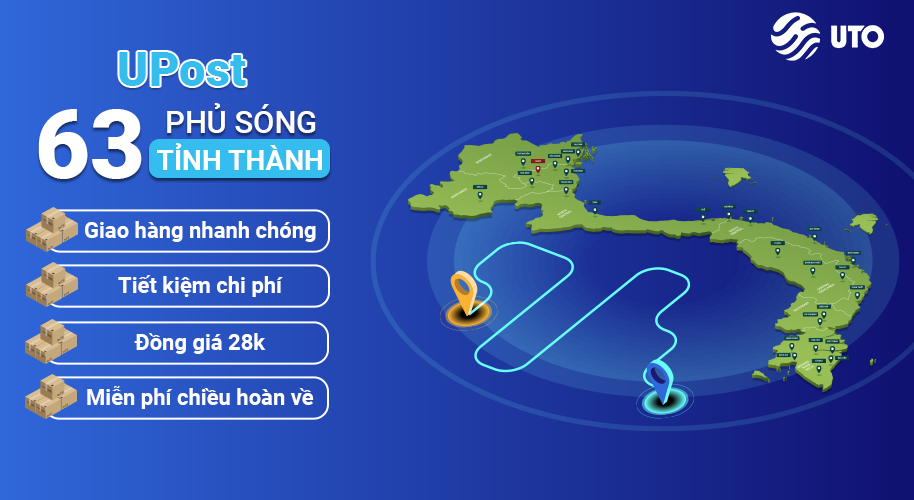 UTO
UPost
63
PHỦ SÓNG
TỈNH THÀNH
Giao hàng nhanh chóng
Tiết kiệm chi phí
Đồng giá 28k
Miễn phí chiều hoàn về